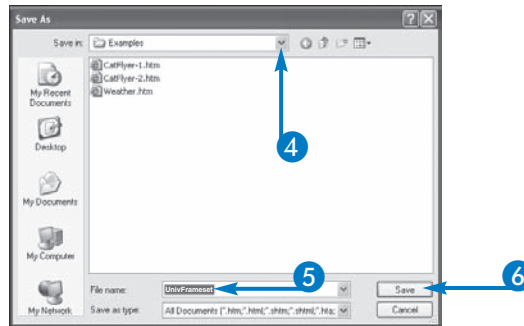 Save As
Save in: Examples
CatFlyer-1.htm
CatFlyer-2.htm
Weather.htm
My Recent
Documents
Desktop
My Documents
My Computer
My Network
4
5
6
File name: UnivFrameset Save
Save as type: All Documents (*.htm;*.html;*.shtm;*.shtml;*.hta; Cancel